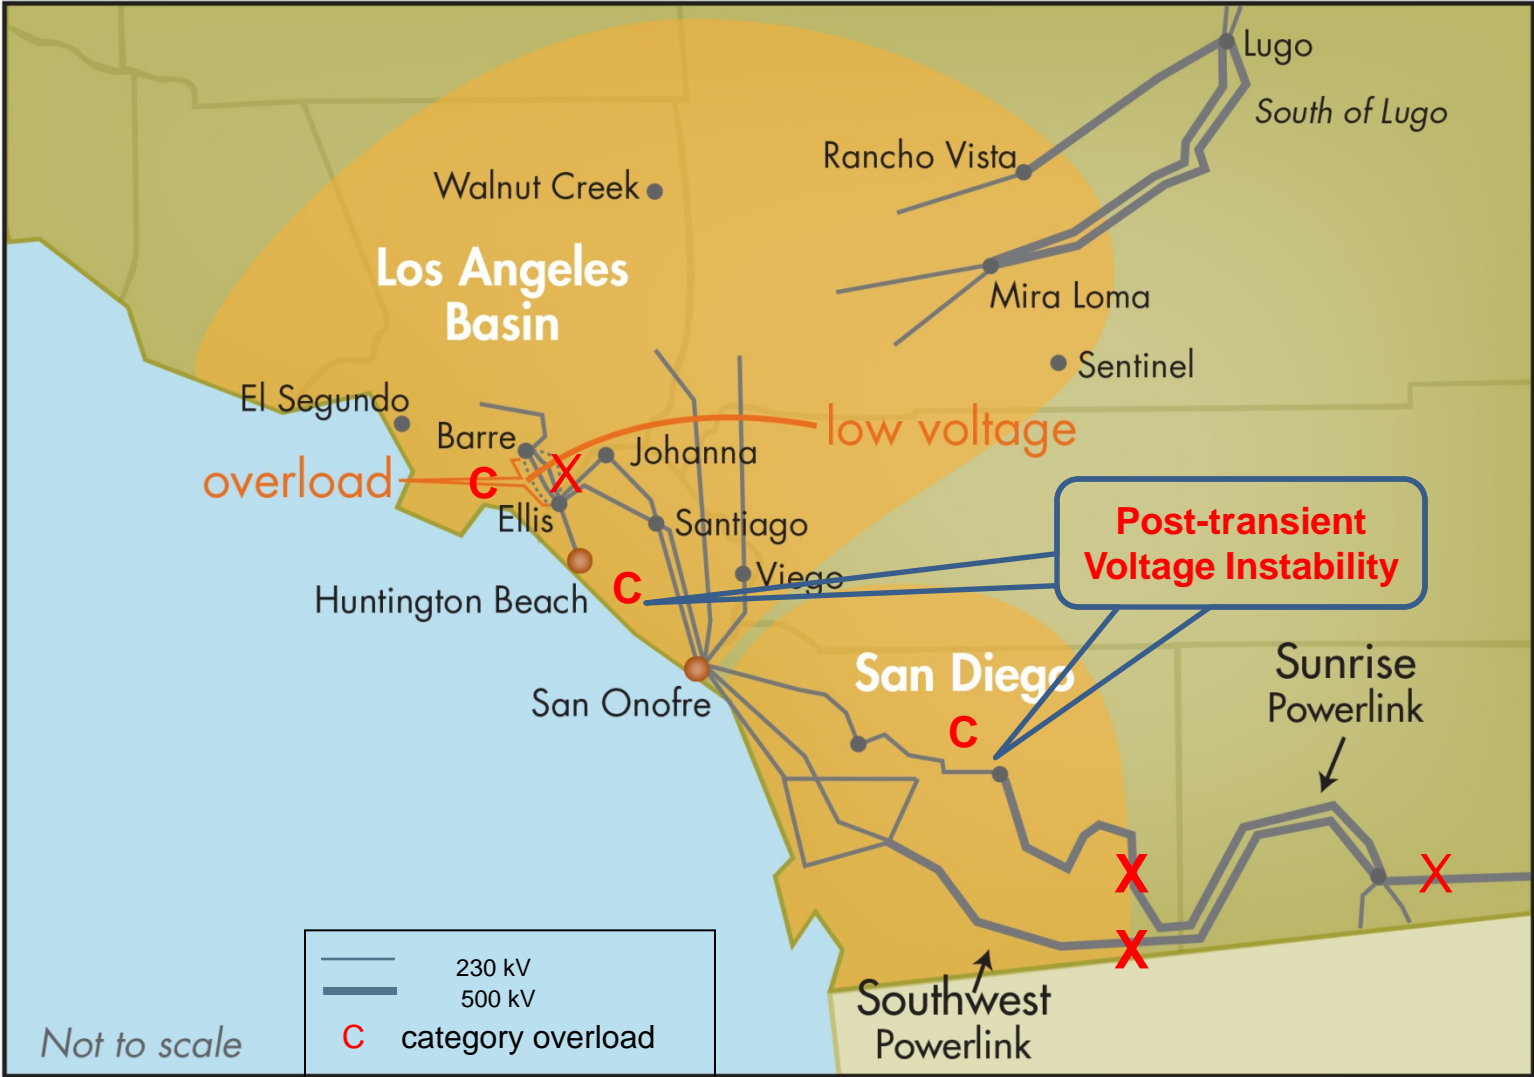 Lugo
South of Lugo
Rancho Vista
Walnut Creek
Los Angeles
Basin
Mira Loma
Sentinel
El Segundo
low voltage
Barre
Johanna
overload
C
X
Ellis
Santiago
Post-transient
Voltage Instability
Viego
C
Huntington Beach
San Diego
Sunrise
Powerlink
San Onofre
C
X
X
X
230 kV
500 kV
Southwest
Powerlink
C category overload
Not to scale